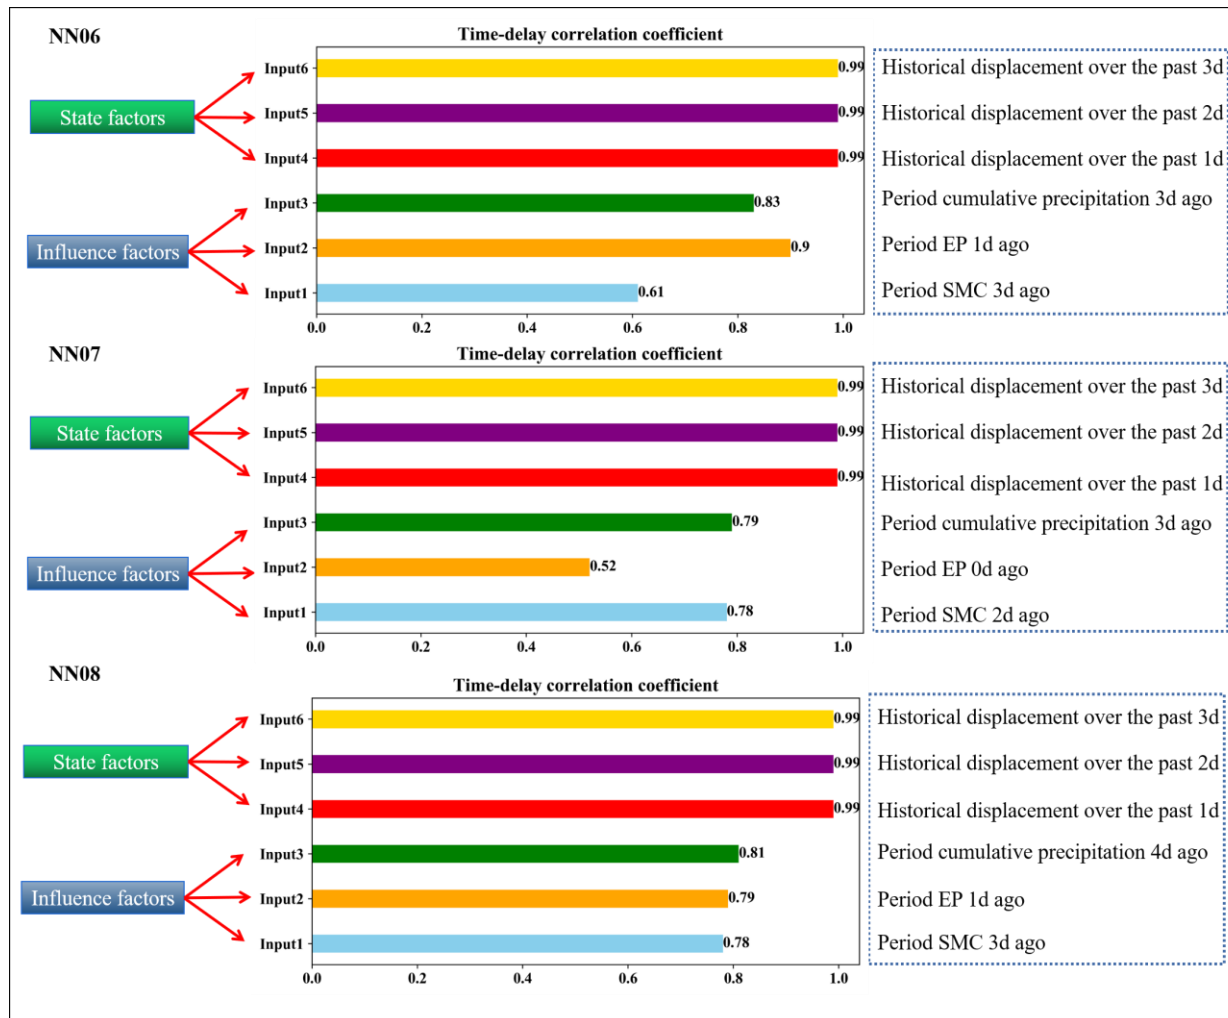 NN06
Time-delay correlation coefficient
State factors
Influence factors
Input6
0.99
Historical displacement over the past 3d
Input5
0.99
Historical displacement over the past 2d
Input4
0.99
Historical displacement over the past 1d
Input3
0.83
Period cumulative precipitation 3d ago
Input2
0.9
Period EP 1d ago
Input1
0.61
Period SMC 3d ago
0.0 0.2 0.4 0.6 0.8 1.0
NN07
Time-delay correlation coefficient
State factors
Influence factors
Input6
0.99
Historical displacement over the past 3d
Input5
0.99
Historical displacement over the past 2d
Input4
0.99
Historical displacement over the past 1d
Input3
0.79
Period cumulative precipitation 3d ago
Input2
0.52
Period EP 0d ago
Input1
0.78
Period SMC 2d ago
0.0 0.2 0.4 0.6 0.8 1.0
NN08
Time-delay correlation coefficient
State factors
Influence factors
Input6
0.99
Historical displacement over the past 3d
Input5
0.99
Historical displacement over the past 2d
Input4
0.99
Historical displacement over the past 1d
Input3
0.81
Period cumulative precipitation 4d ago
Input2
0.79
Period EP 1d ago
Input1
0.78
Period SMC 3d ago
0.0 0.2 0.4 0.6 0.8 1.0